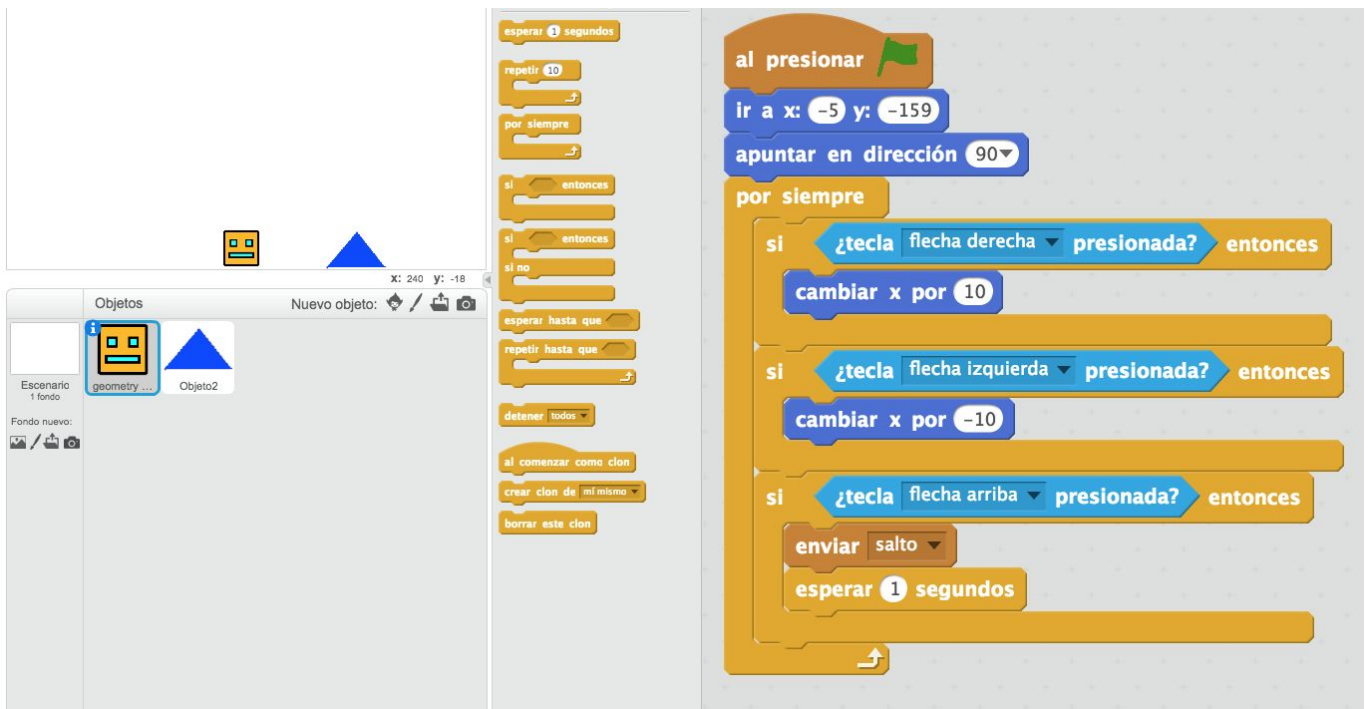 x: 240 y: -18
Objetos
Nuevo objeto:
Escenario
1 fondo
geometry ...
Objeto2
Fondo nuevo:
esperar 1 segundos
repetir 10
por siempre
si entonces
si entonces
si no
esperar hasta que
repetir hasta que
detener todos
al comenzar como clon
crear clon de mí mismo
borrar este clon
al presionar
ir a x: -5 y: -159
apuntar en dirección 90
por siempre
si ¿tecla flecha derecha presionada? entonces
cambiar x por 10
si ¿tecla flecha izquierda presionada? entonces
cambiar x por -10
si ¿tecla flecha arriba presionada? entonces
enviar salto
esperar 1 segundos